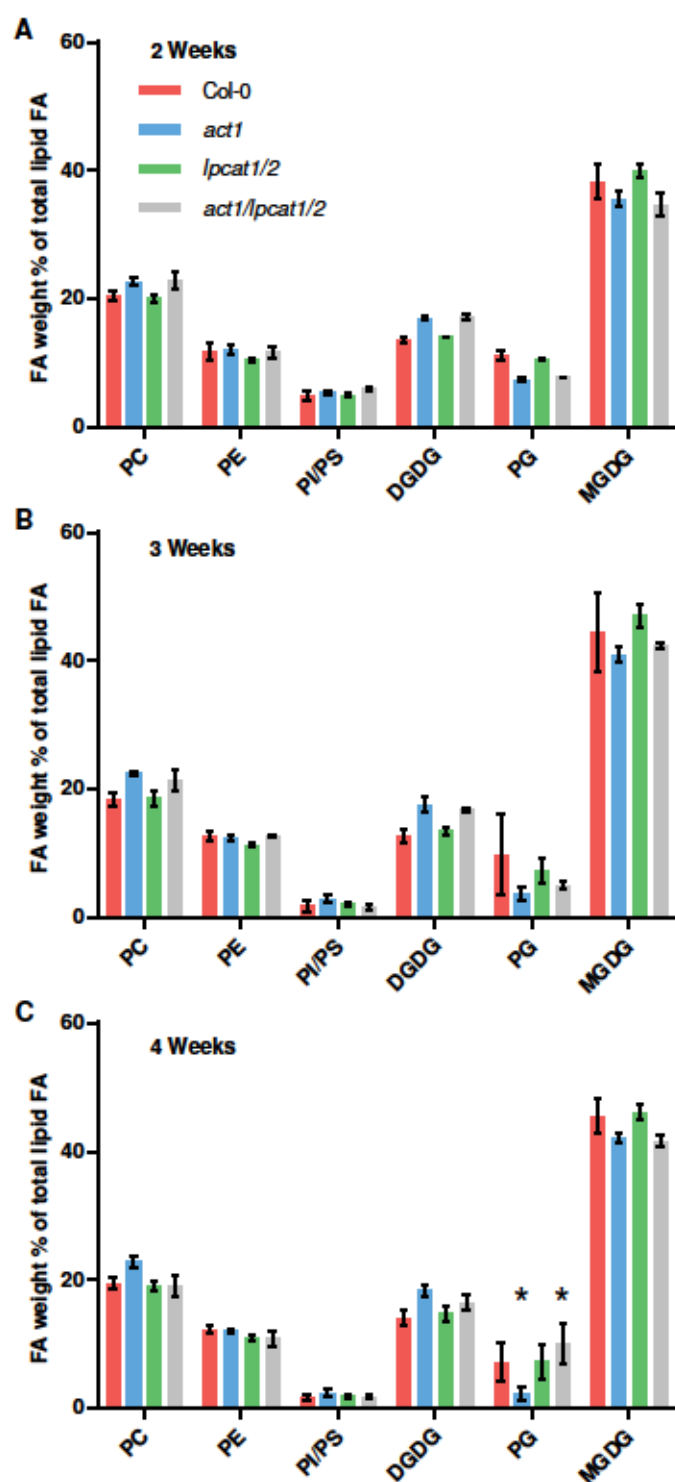 A
60
2 Weeks
Col-0
act1
lpcat1/2
act1/lpcat1/2
40
20
0
FA weight % of total lipid FA
PC
PE
PI/PS
DGDG
PG
MGDG
B
60
3 Weeks
40
20
0
FA weight % of total lipid FA
PC
PE
PI/PS
DGDG
PG
MGDG
C
60
4 Weeks
40
20
* *
0
FA weight % of total lipid FA
PC
PE
PI/PS
DGDG
PG
MGDG